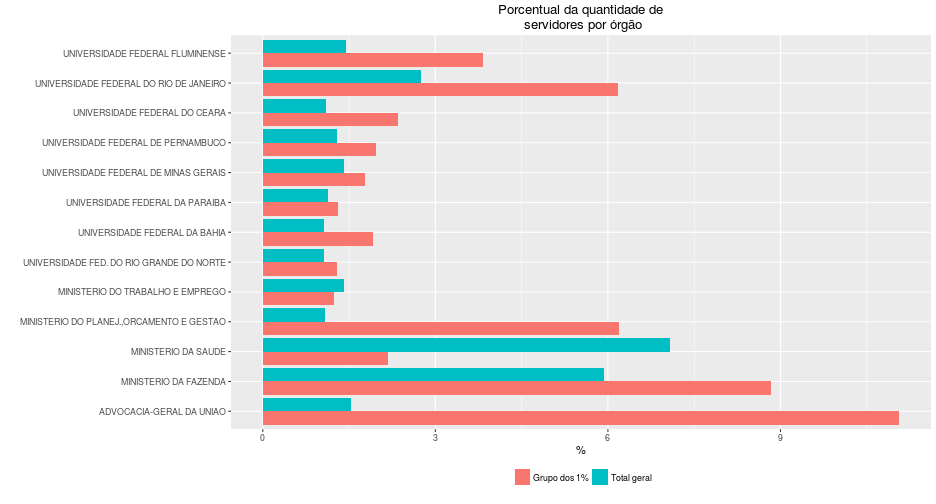 Porcentual da quantidade de
servidores por órgão
UNIVERSIDADE FEDERAL FLUMINENSE
UNIVERSIDADE FEDERAL DO RIO DE JANEIRO
UNIVERSIDADE FEDERAL DO CEARA
UNIVERSIDADE FEDERAL DE PERNAMBUCO
UNIVERSIDADE FEDERAL DE MINAS GERAIS
UNIVERSIDADE FEDERAL DA PARAIBA
UNIVERSIDADE FEDERAL DA BAHIA
UNIVERSIDADE FED. DO RIO GRANDE DO NORTE
MINISTERIO DO TRABALHO E EMPREGO
MINISTERIO DO PLANEJ.,ORCAMENTO E GESTAO
MINISTERIO DA SAUDE
MINISTERIO DA FAZENDA
ADVOCACIA-GERAL DA UNIAO
0 3 6 9
%
Grupo dos 1% Total geral